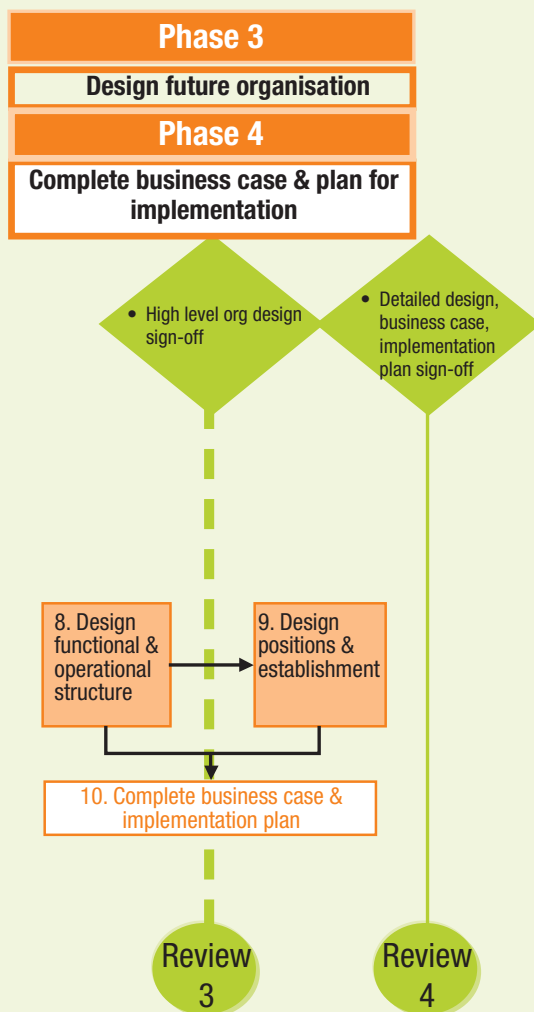 Phase 3
Design future organisation
Phase 4
Complete business case & plan for
implementation
• High level org design
sign-off
• Detailed design,
business case,
implementation
plan sign-off
8. Design
functional &
operational
structure
9. Design
positions &
establishment
10. Complete business case &
implementation plan
Review
3
Review
4